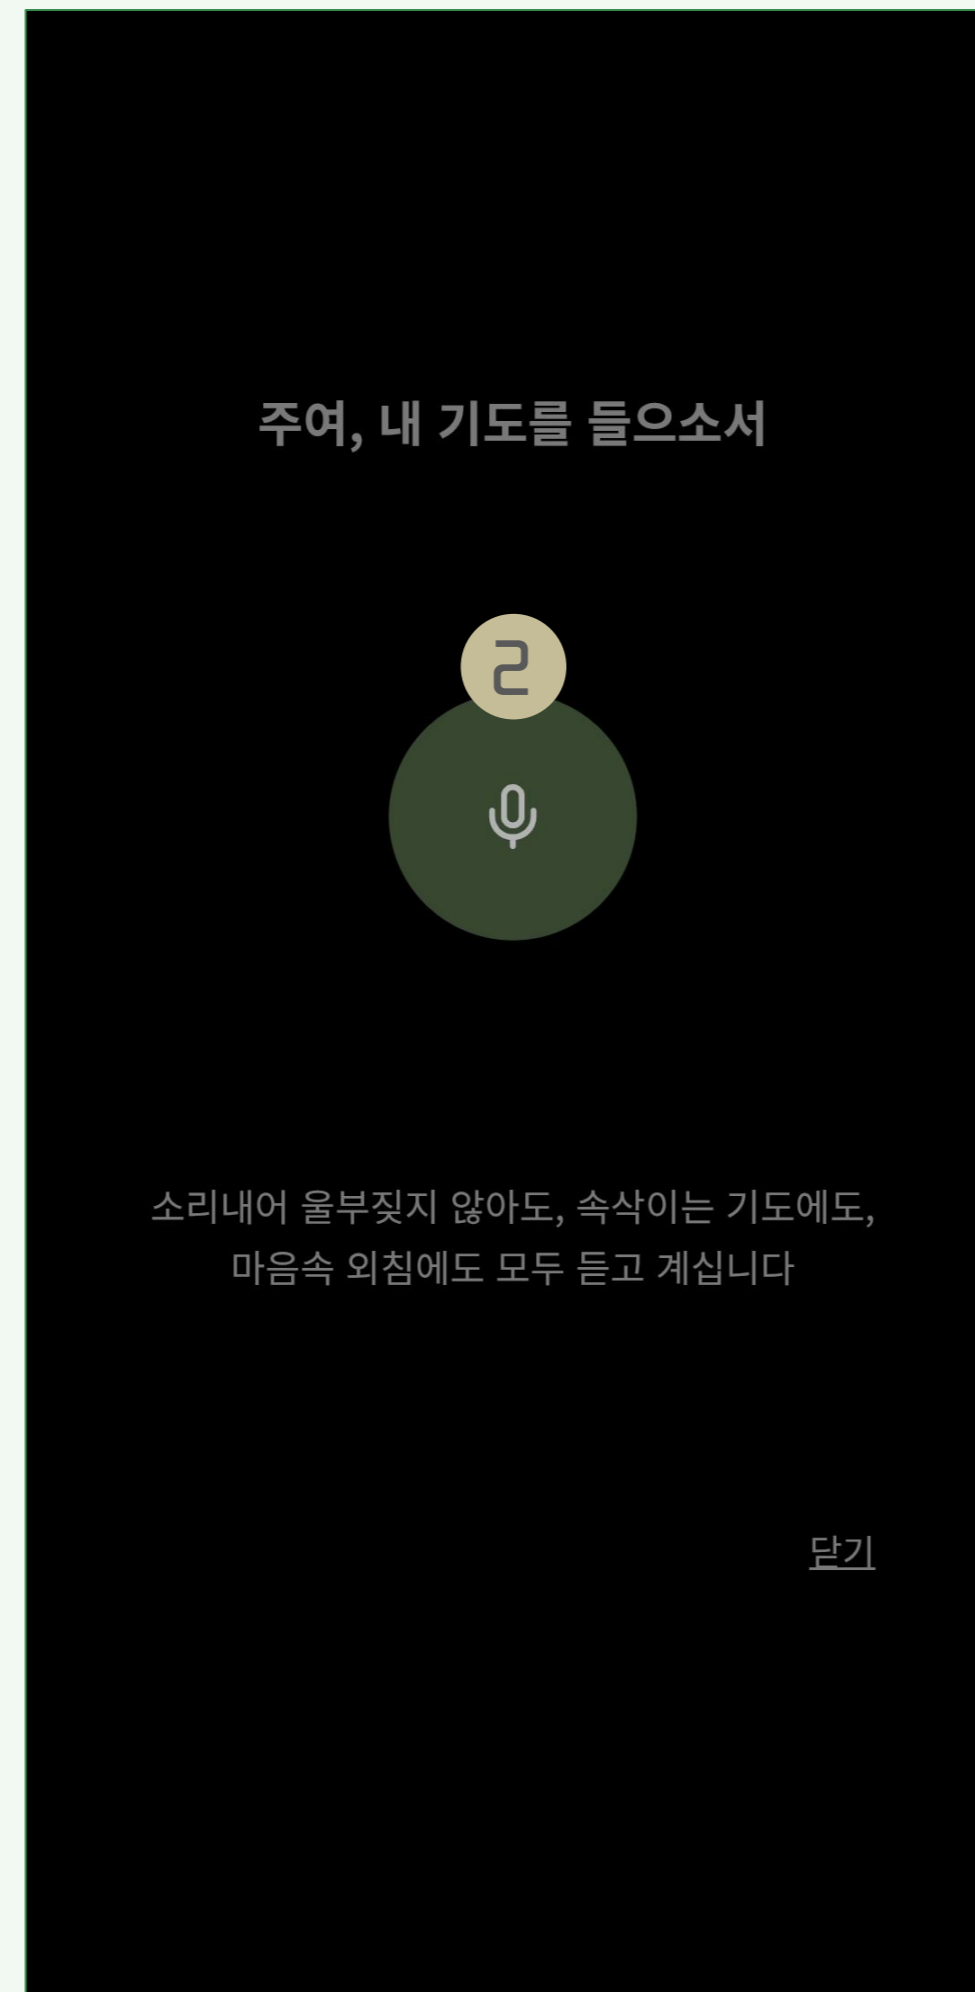 주여, 내 기도를 들으소서
2
소리내어 울부짖지 않아도, 속삭이는 기도에도,
마음속 외침에도 모두 듣고 계십니다
닫기